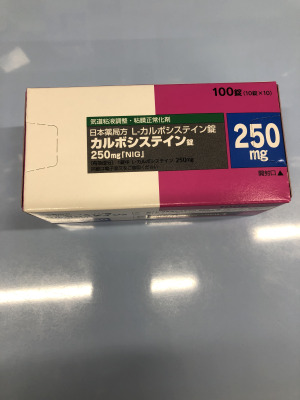 100錠(10錠×10)
気道粘液調整・粘膜正常化剤
日本薬局方 L-カルボシステイン錠
カルボシステイン錠
250mg「NIG」
250
mg
開封口▲